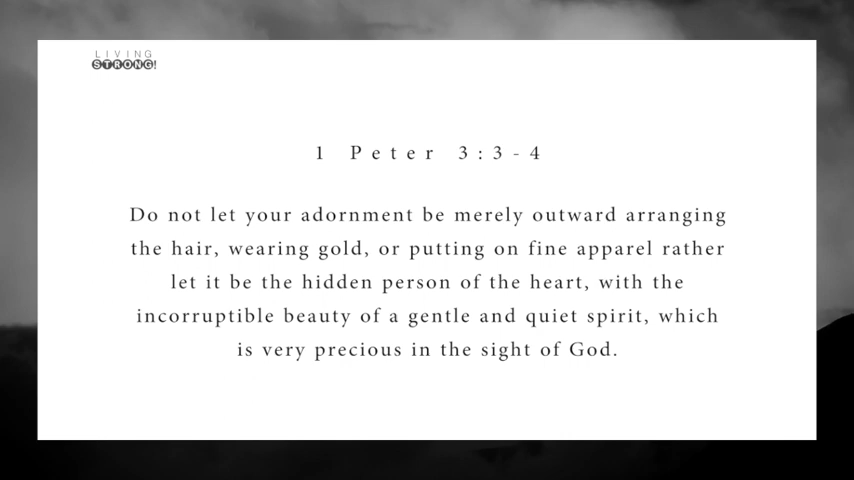 LIVING
STRONG!
1 Peter 3:3-4
Do not let your adornment be merely outward arranging
the hair, wearing gold, or putting on fine apparel rather
let it be the hidden person of the heart, with the
incorruptible beauty of a gentle and quiet spirit, which
is very precious in the sight of God.